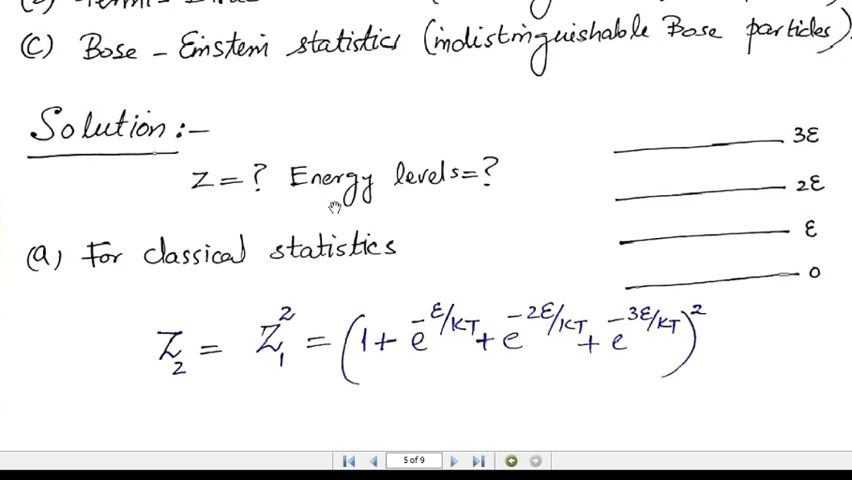 (C) Bose - Einstein statistics (indistinguishable Bose particles).
Solution :-
Z = ? Energy levels = ?
3ε
2ε
ε
0
(a) For classical statistics
Z₂ = Z₁² = (1 + e^(-ε/KT) + e^(-2ε/KT) + e^(-3ε/KT))²
5 of 9